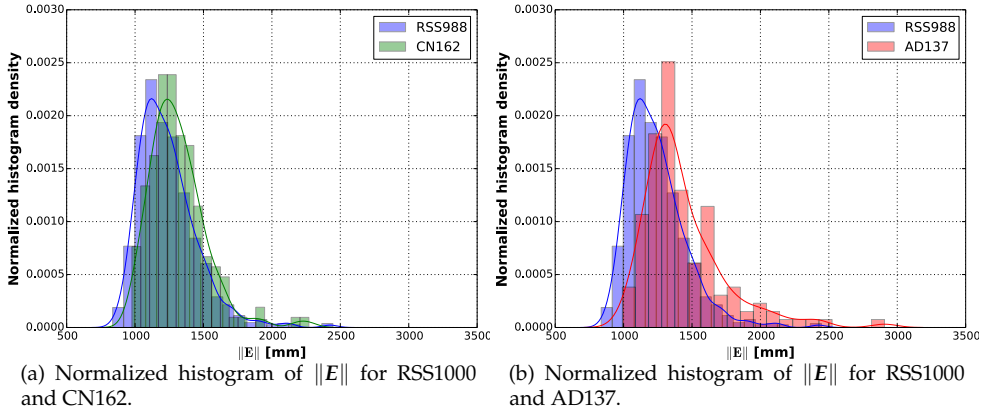 0.0030
0.0025
0.0020
0.0015
0.0010
0.0005
0.0000
500 1000 1500 2000 2500 3000 3500
Normalized histogram density
‖E‖ [mm]
RSS988
CN162
(a) Normalized histogram of ‖E‖ for RSS1000
and CN162.
0.0030
0.0025
0.0020
0.0015
0.0010
0.0005
0.0000
500 1000 1500 2000 2500 3000 3500
Normalized histogram density
‖E‖ [mm]
RSS988
AD137
(b) Normalized histogram of ‖E‖ for RSS1000
and AD137.